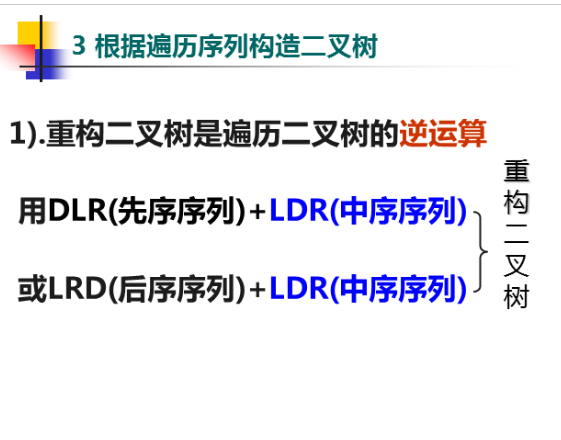 3 根据遍历序列构造二叉树
1).重构二叉树是遍历二叉树的逆运算
用DLR(先序序列)+LDR(中序序列)
或LRD(后序序列)+LDR(中序序列)
重构二叉树